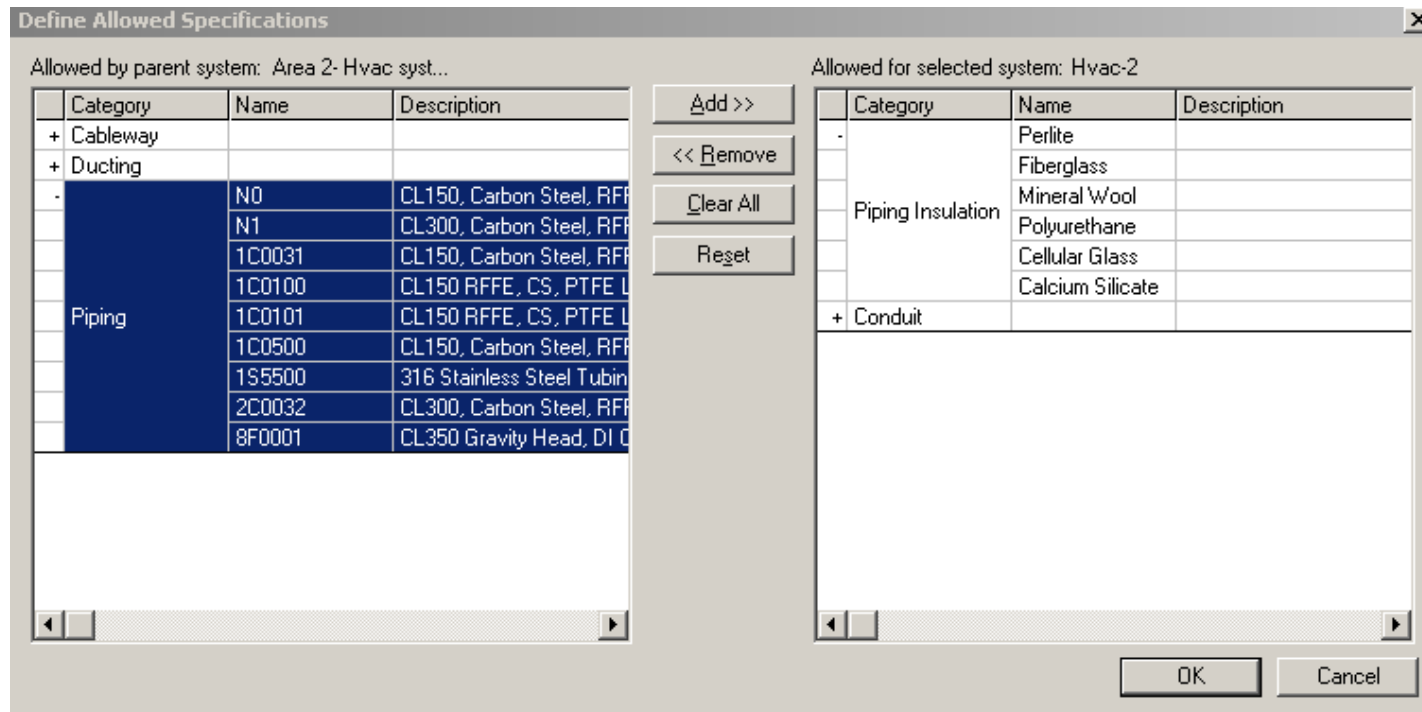 Define Allowed Specifications
Allowed by parent system: Area 2- Hvac syst...
Category Name Description
+ Cableway
+ Ducting
- Piping
N0 CL150, Carbon Steel, RFF
N1 CL300, Carbon Steel, RFF
1C0031 CL150, Carbon Steel, RFF
1C0100 CL150 RFFE, CS, PTFE L
1C0101 CL150 RFFE, CS, PTFE L
1C0500 CL150, Carbon Steel, RFF
1S5500 316 Stainless Steel Tubin
2C0032 CL300, Carbon Steel, RFF
8F0001 CL350 Gravity Head, DI C
Add >>
<< Remove
Clear All
Reset
Allowed for selected system: Hvac-2
Category Name Description
- Piping Insulation
Perlite
Fiberglass
Mineral Wool
Polyurethane
Cellular Glass
Calcium Silicate
+ Conduit
OK
Cancel